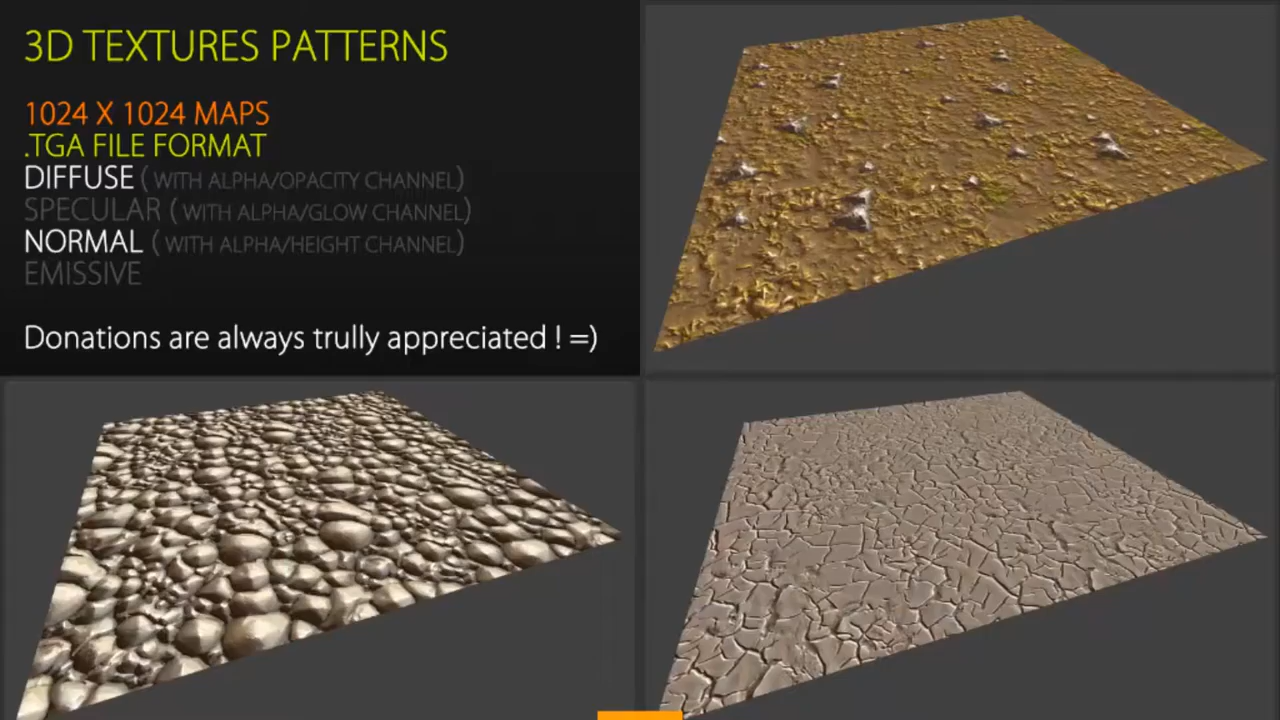 3D TEXTURES PATTERNS
1024 X 1024 MAPS
.TGA FILE FORMAT
DIFFUSE ( WITH ALPHA/OPACITY CHANNEL)
SPECULAR ( WITH ALPHA/GLOW CHANNEL)
NORMAL ( WITH ALPHA/HEIGHT CHANNEL)
EMISSIVE
Donations are always trully appreciated ! =)